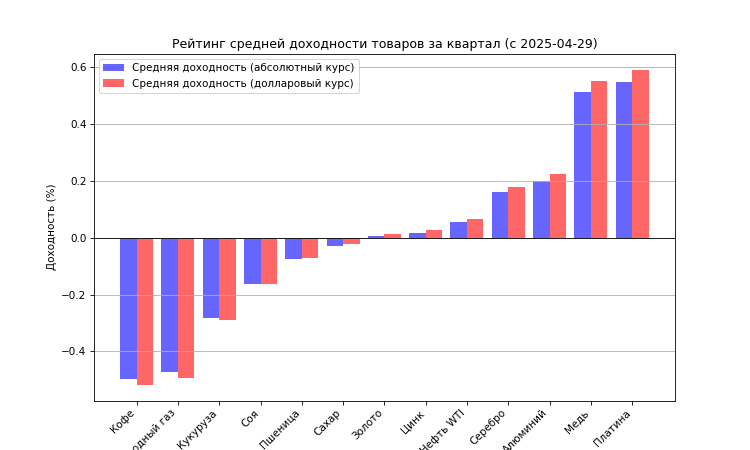 Рейтинг средней доходности товаров за квартал (с 2025-04-29)
Средняя доходность (абсолютный курс)
Средняя доходность (долларовый курс)
Доходность (%)
0.6
0.4
0.2
0.0
−0.2
−0.4
Кофе
одный газ
Кукуруза
Соя
Пшеница
Сахар
Золото
Цинк
Нефть WTI
Серебро
Алюминий
Медь
Платина